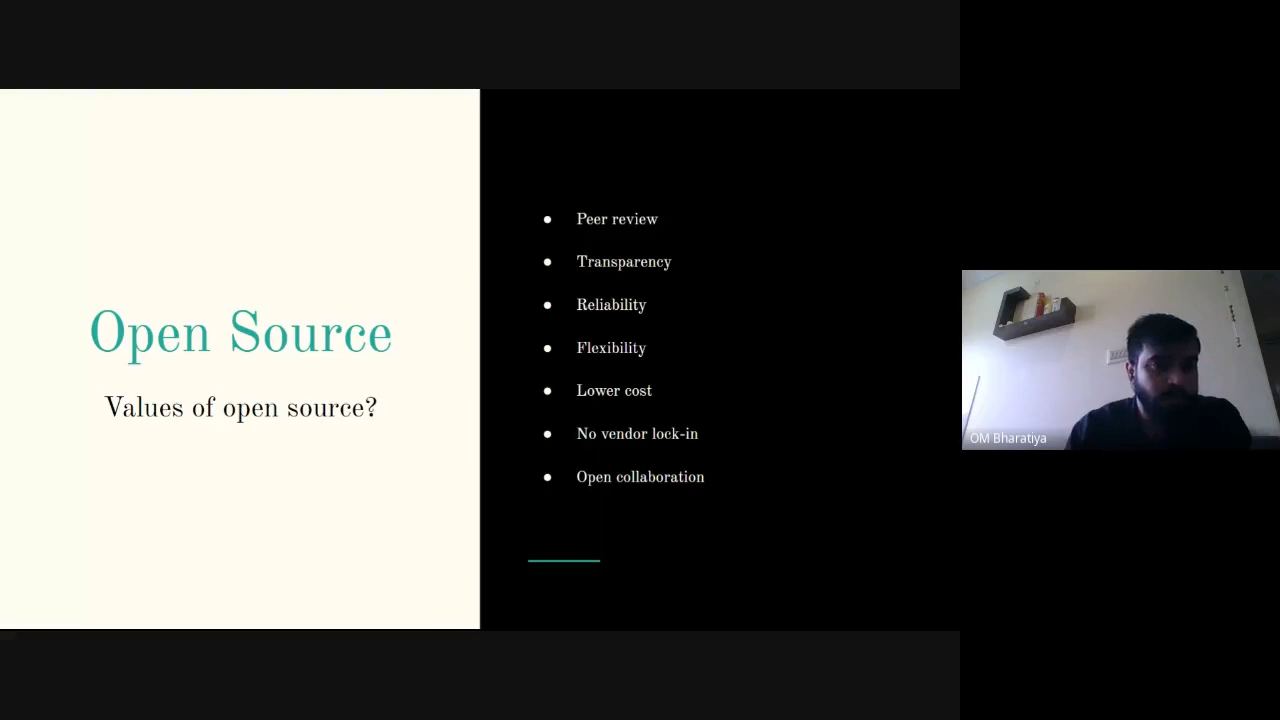 Open Source
Values of open source?
● Peer review
● Transparency
● Reliability
● Flexibility
● Lower cost
● No vendor lock-in
● Open collaboration
OM Bharatiya